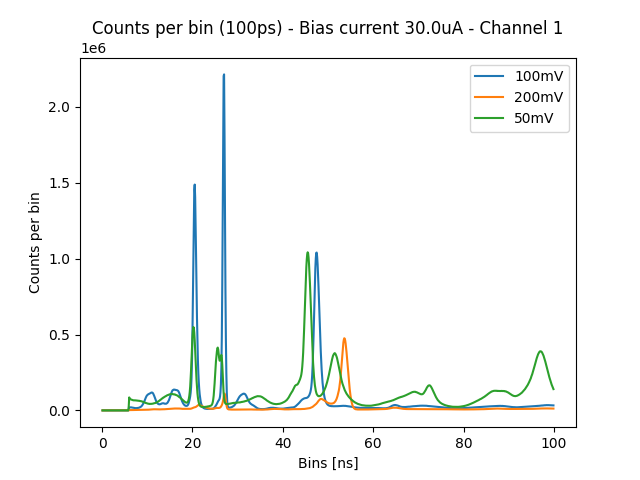 Counts per bin (100ps) - Bias current 30.0uA - Channel 1
1e6
100mV
200mV
50mV
2.0
1.5
1.0
0.5
0.0
Counts per bin
0 20 40 60 80 100
Bins [ns]